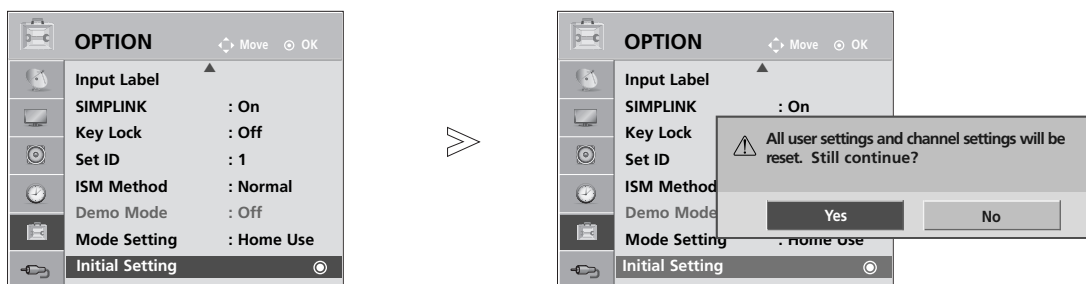 OPTION Move OK
Input Label
SIMPLINK : On
Key Lock : Off
Set ID : 1
ISM Method : Normal
Demo Mode : Off
Mode Setting : Home Use
Initial Setting
OPTION Move OK
Input Label
SIMPLINK : On
Key Lock
Set ID
ISM Method
Demo Mode
Mode Setting : Home Use
Initial Setting
All user settings and channel settings will be
reset. Still continue?
Yes No